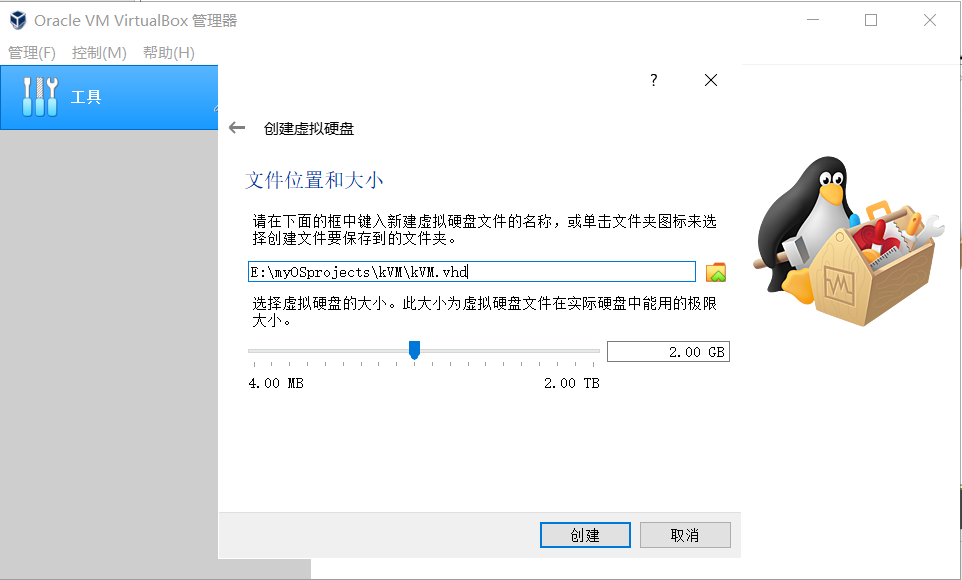 Oracle VM VirtualBox 管理器
管理(F) 控制(M) 帮助(H)
工具
?
创建虚拟硬盘
文件位置和大小
请在下面的框中键入新建虚拟硬盘文件的名称，或单击文件夹图标来选
择创建文件要保存到的文件夹。
E:\myOSprojects\kVM\kVM.vhd
选择虚拟硬盘的大小。此大小为虚拟硬盘文件在实际硬盘中能用的极限
大小。
2.00 GB
4.00 MB 2.00 TB
创建 取消